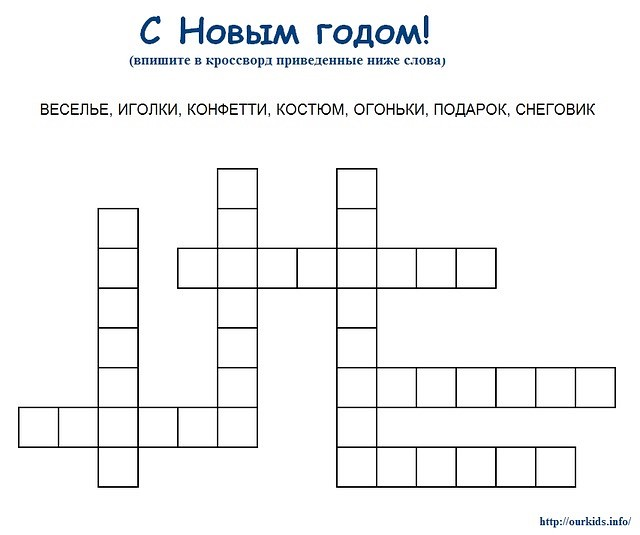 С Новым годом!
(впишите в кроссворд приведенные ниже слова)
ВЕСЕЛЬЕ, ИГОЛКИ, КОНФЕТТИ, КОСТЮМ, ОГОНЬКИ, ПОДАРОК, СНЕГОВИК
http://ourkids.info/